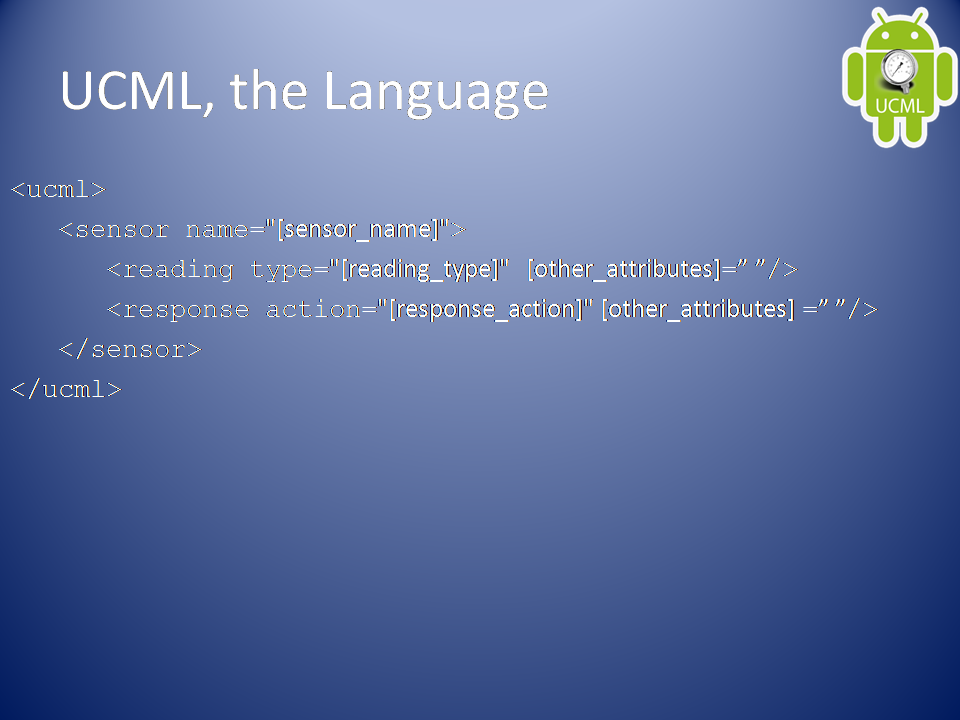 UCML, the Language
UCML
<ucml>
<sensor name="[sensor_name]">
<reading type="[reading_type]" [other_attributes]=” ”/>
<response action="[response_action]" [other_attributes] =” ”/>
</sensor>
</ucml>